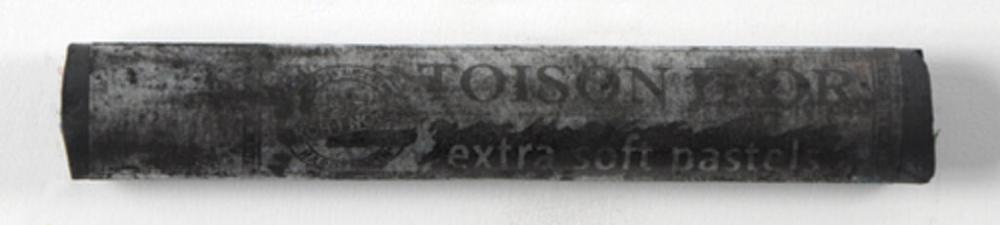 TOISON D'OR
extra soft pastels